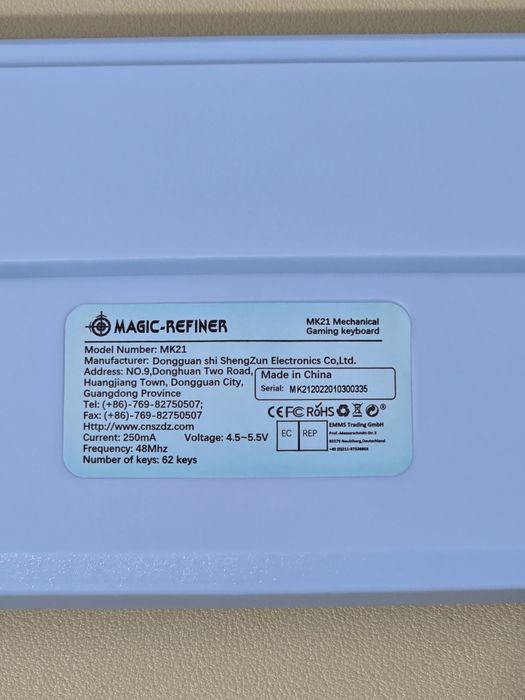 MAGIC-REFINER
MK21 Mechanical
Gaming keyboard
Model Number: MK21
Manufacturer: Dongguan shi ShengZun Electronics Co,Ltd.
Address: NO.9,Donghuan Two Road,
Huangjiang Town, Dongguan City,
Guangdong Province
Tel: (+86)-769-82750507;
Fax: (+86)-82750507
Http://www.cnszdz.com
Current: 250mA Voltage: 4.5~5.5V
Frequency: 48Mhz
Number of keys: 62 keys
Made in China
Serial: MK212022010300335
CE FC RoHS
EC REP
EMMS Trading GmbH